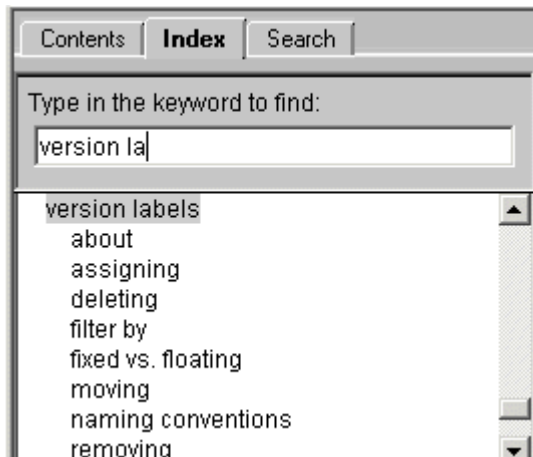 Contents Index Search
Type in the keyword to find:
version la
version labels
about
assigning
deleting
filter by
fixed vs. floating
moving
naming conventions
removing